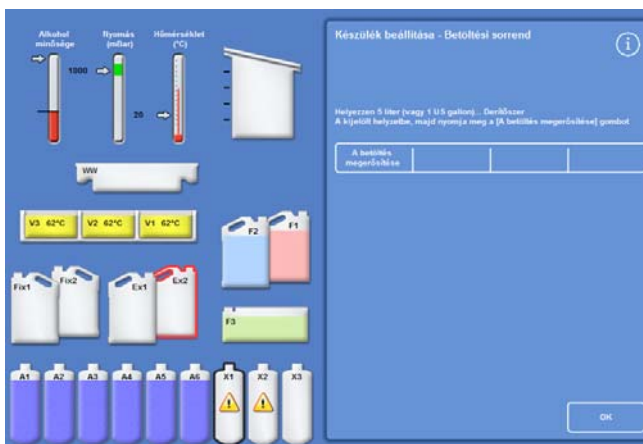 Alkohol minősége
Nyomás (mBar)
Hőmérséklet (°C)
1000
20
WW
V3 62°C
V2 62°C
V1 62°C
F2
F1
Fix1
Fix2
Ex1
Ex2
F3
A1
A2
A3
A4
A5
A6
X1
X2
X3
Készülék beállítása - Betöltési sorrend
i
Helyezzen 5 liter (vagy 1 US gallon)... Derítőszer
A kijelölt helyzetbe, majd nyomja meg a [A betöltés megerősítése] gombot
A betöltés
megerősítése
OK